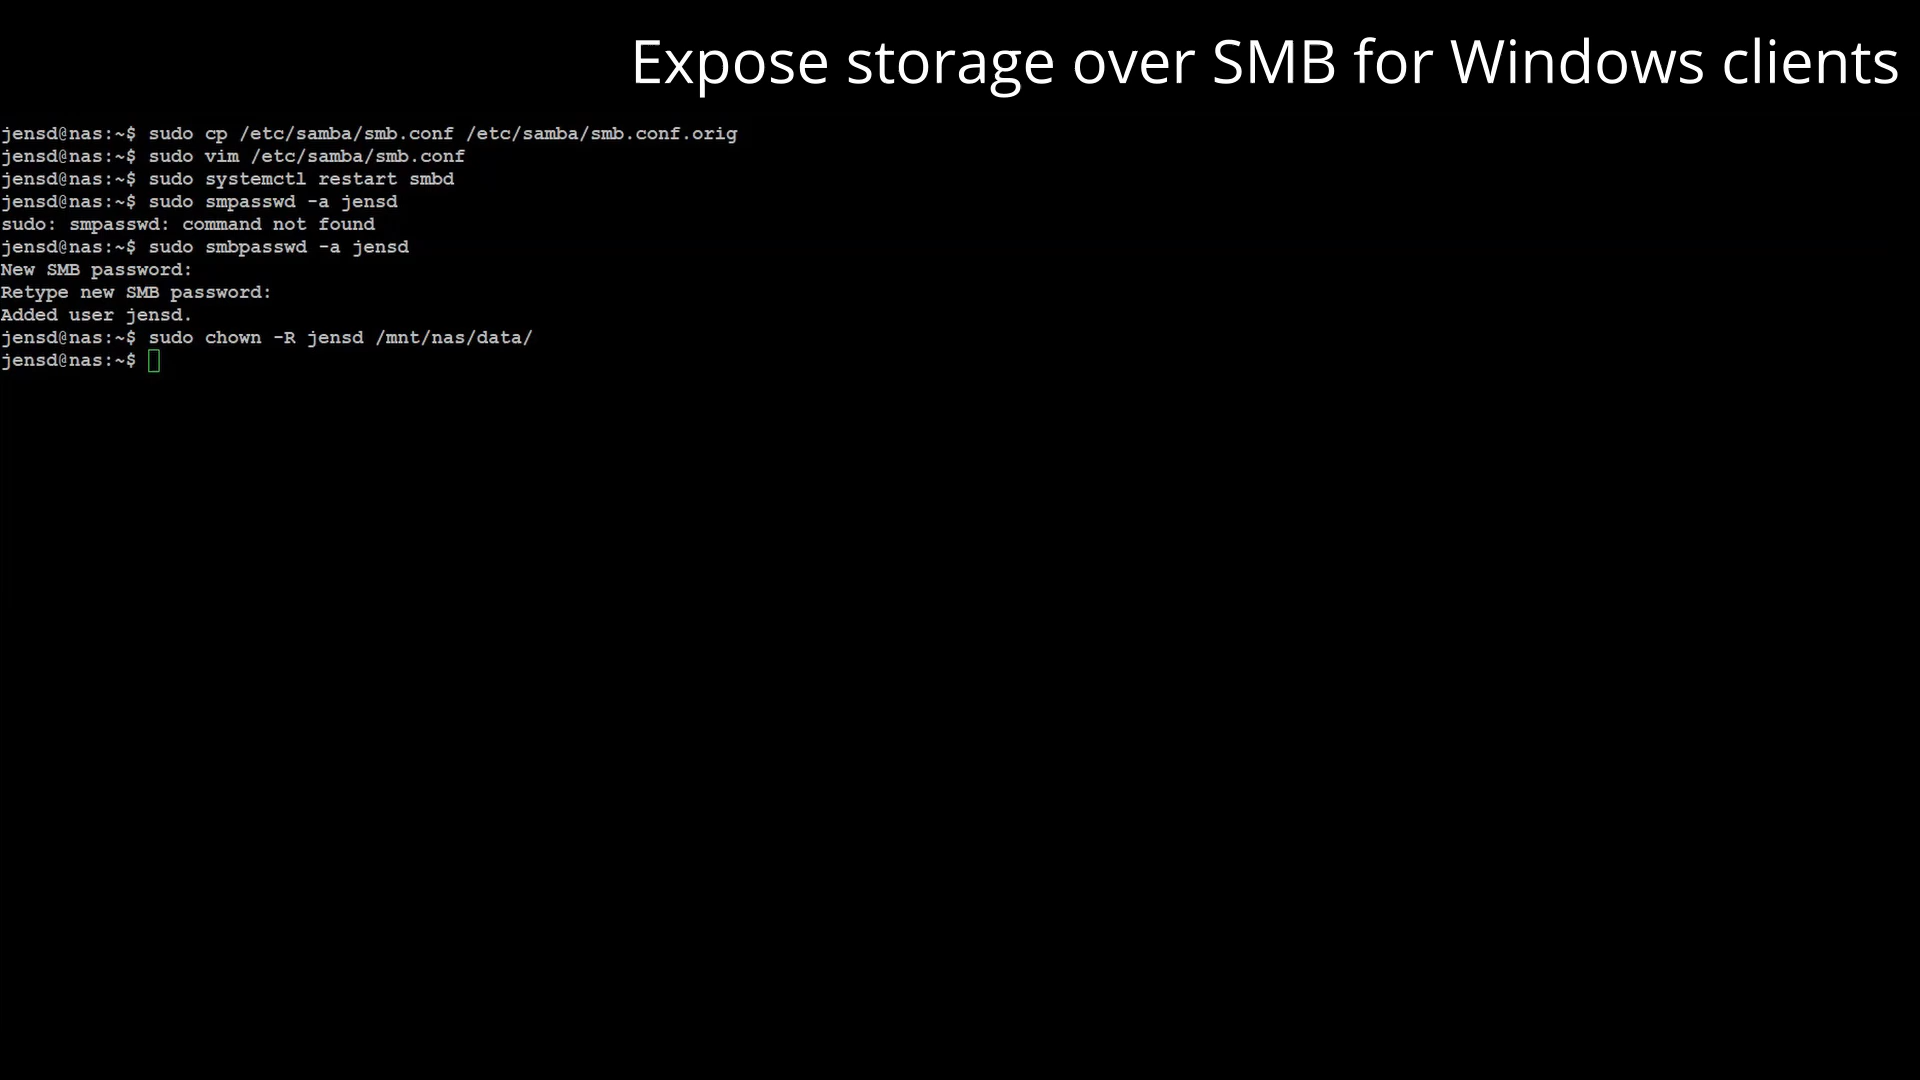 Expose storage over SMB for Windows clients
jensd@nas:~$ sudo cp /etc/samba/smb.conf /etc/samba/smb.conf.orig
jensd@nas:~$ sudo vim /etc/samba/smb.conf
jensd@nas:~$ sudo systemctl restart smbd
jensd@nas:~$ sudo smpasswd -a jensd
sudo: smpasswd: command not found
jensd@nas:~$ sudo smbpasswd -a jensd
New SMB password:
Retype new SMB password:
Added user jensd.
jensd@nas:~$ sudo chown -R jensd /mnt/nas/data/
jensd@nas:~$